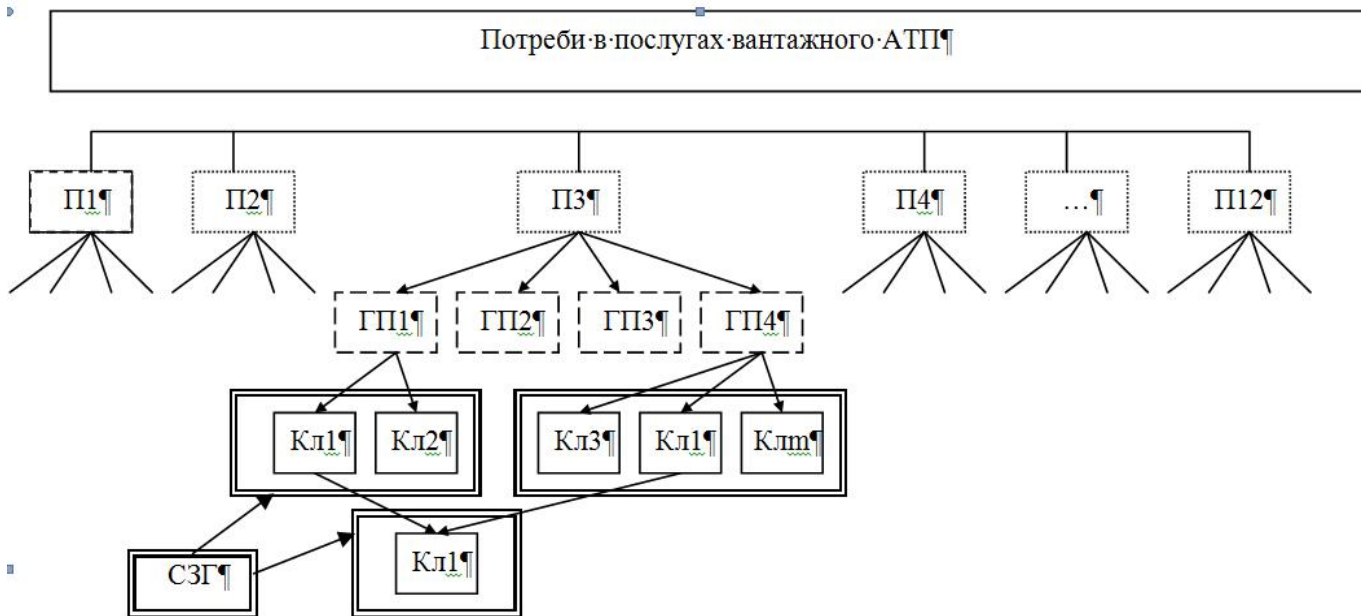 Потреби·в·послугах·вантажного·АТП¶
П1¶ П2¶ П3¶ П4¶ …¶ П12¶
ГП1¶ ГП2¶ ГП3¶ ГП4¶
Кл1¶ Кл2¶ Кл3¶ Кл1¶ Клm¶
СЗГ¶ Кл1¶